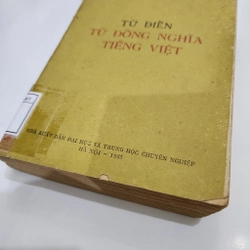 TỪ ĐIỂN
TỪ ĐỒNG NGHĨA
TIẾNG VIỆT
NHÀ XUẤT BẢN ĐẠI HỌC VÀ TRUNG HỌC CHUYÊN NGHIỆP
HÀ NỘI -